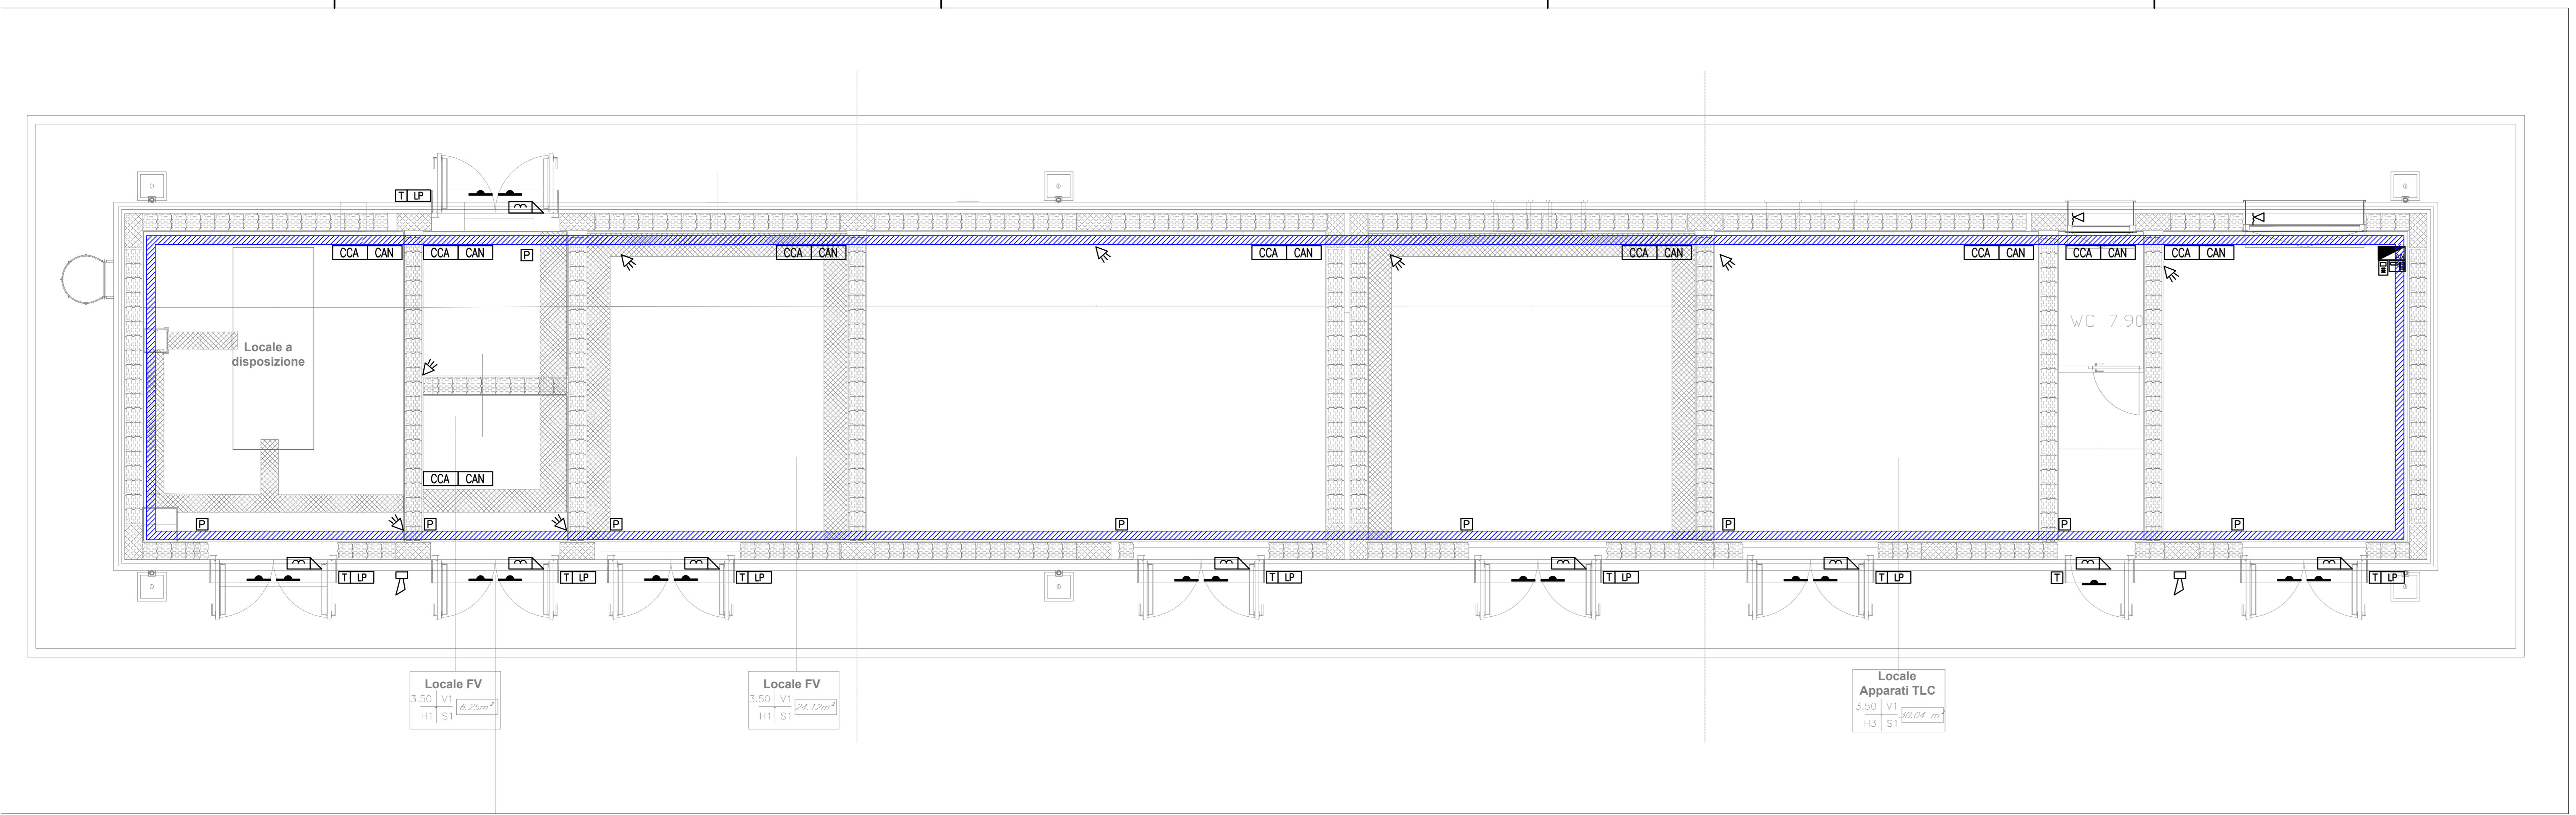 T LP
CCA CAN
CCA CAN
P
CCA CAN
CCA CAN
CCA CAN
CCA CAN
CCA CAN
CCA CAN
WC 7.90
Locale a
disposizione
CCA CAN
P
P
P
P
P
P
P
P
T LP
T LP
T LP
T LP
T LP
T LP
T
T LP
Locale FV
3.50 V1
6.25m²
H1 S1
Locale FV
3.50 V1
24.12m²
H1 S1
Locale
Apparati TLC
3.50 V1
30.04 m²
H3 S1